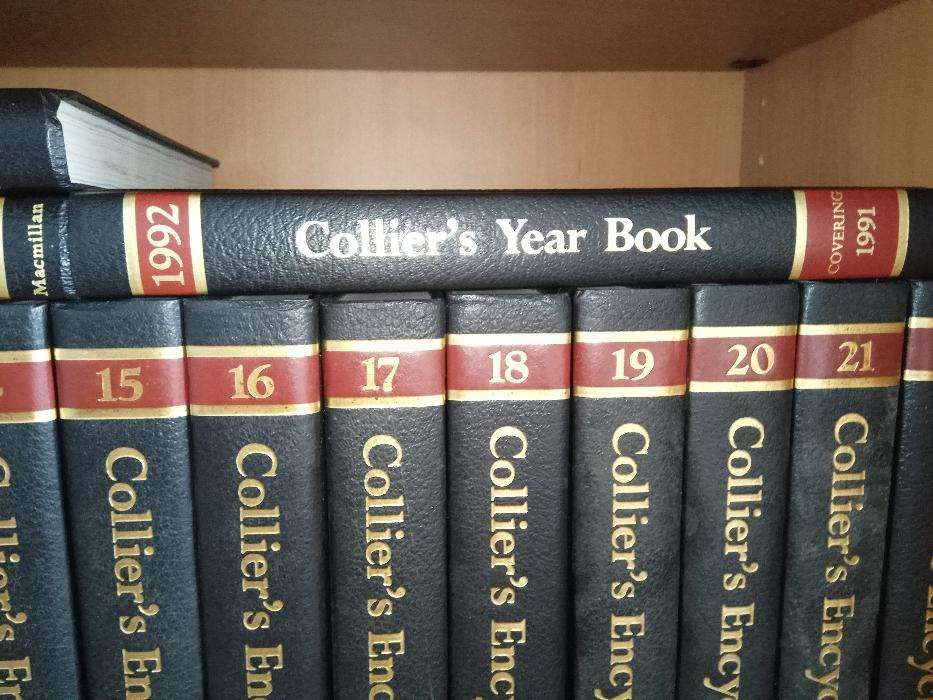 Macmillan
1992
Collier's Year Book
COVERING
1991
15
16
17
18
19
20
21
Collier's
Collier's
Collier's
Collier's
Collier's
Collier's
Collier's
Collier's